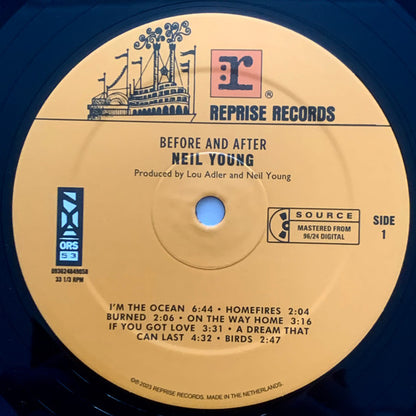 r
®
REPRISE RECORDS
BEFORE AND AFTER
NEIL YOUNG
Produced by Lou Adler and Neil Young
NYA
ORS
53
093624849858
33 1/3 RPM
SOURCE
MASTERED FROM
96/24 DIGITAL
SIDE
1
I'M THE OCEAN 6:44 • HOMEFIRES 2:04
BURNED 2:06 • ON THE WAY HOME 3:16
IF YOU GOT LOVE 3:31 • A DREAM THAT
CAN LAST 4:32 • BIRDS 2:47
©℗ 2023 REPRISE RECORDS. MADE IN THE NETHERLANDS.